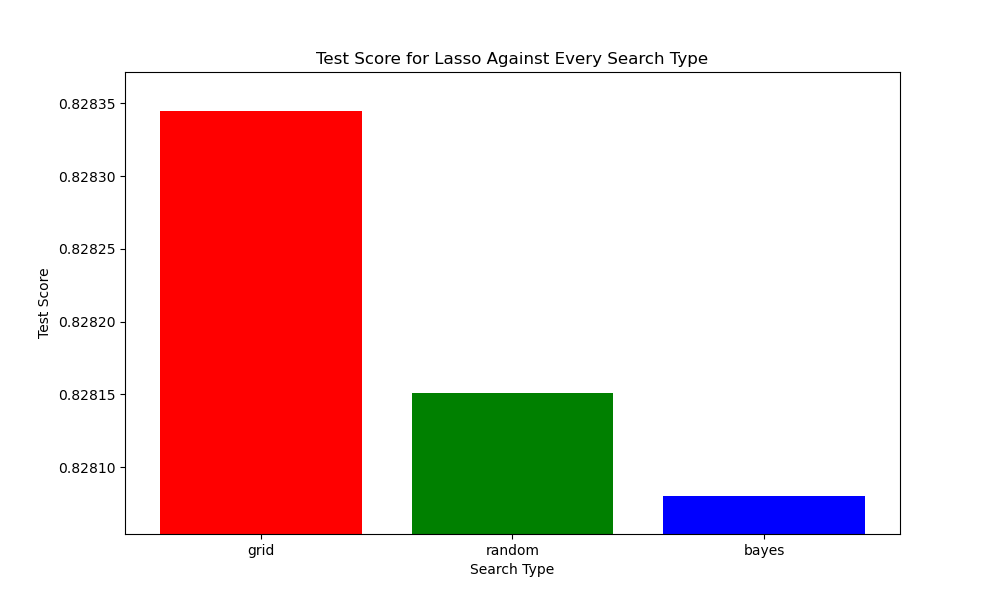 Test Score for Lasso Against Every Search Type
0.82835
0.82830
0.82825
0.82820
0.82815
0.82810
Test Score
grid random bayes
Search Type